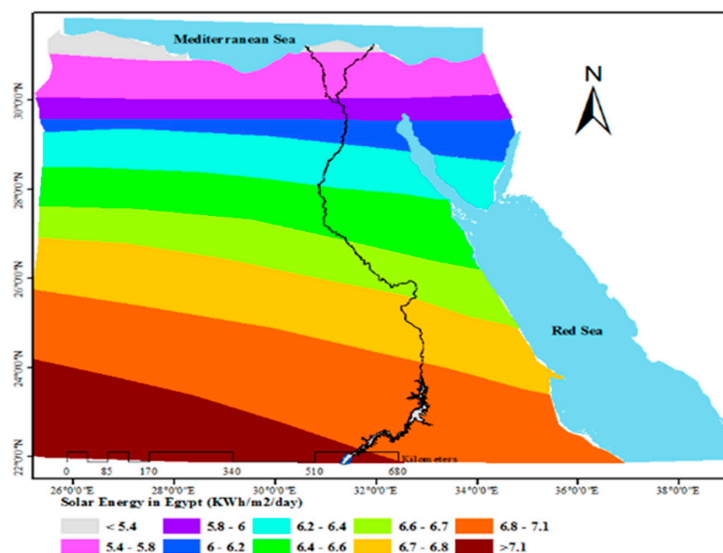 Mediterranean Sea
N
Red Sea
30°0'0"N
28°0'0"N
26°0'0"N
24°0'0"N
22°0'0"N
Kilometers
0 85 170 340 510 680
26°0'0"E 28°0'0"E 30°0'0"E 32°0'0"E 34°0'0"E 36°0'0"E 38°0'0"E
Solar Energy in Egypt (KWh/m2/day)
< 5.4 5.8 - 6 6.2 - 6.4 6.6 - 6.7 6.8 - 7.1
5.4 - 5.8 6 - 6.2 6.4 - 6.6 6.7 - 6.8 >7.1